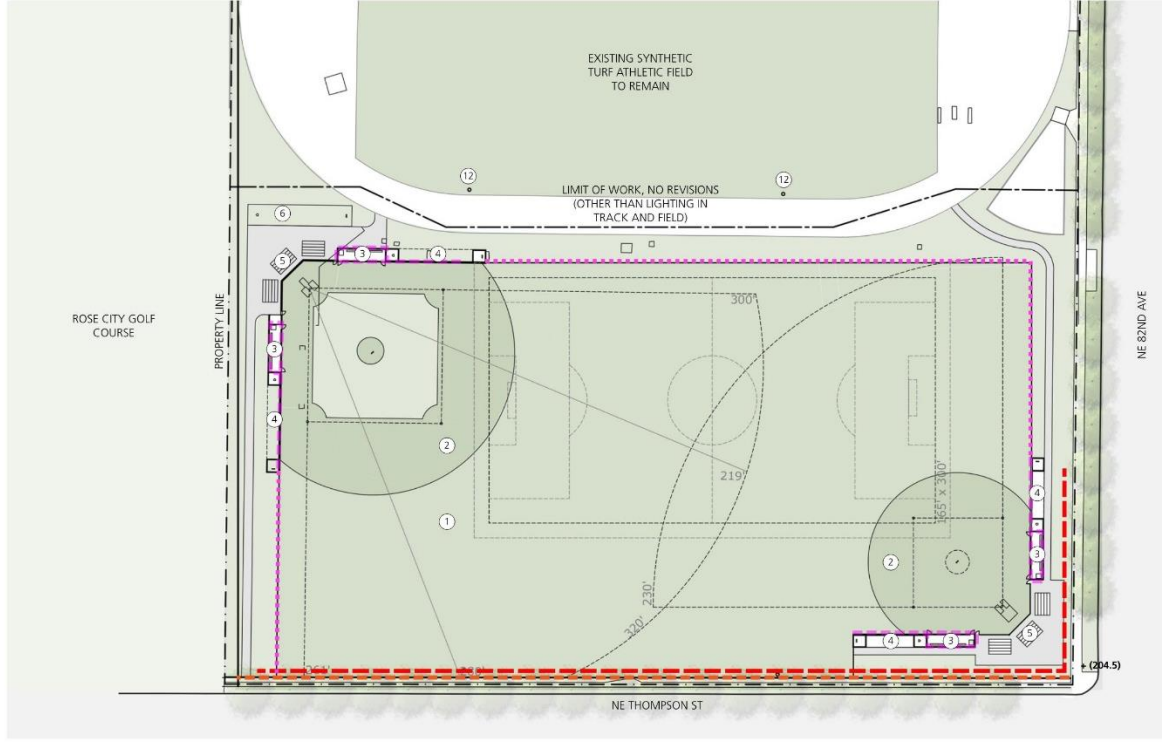 EXISTING SYNTHETIC
TURF ATHLETIC FIELD
TO REMAIN
12
12
LIMIT OF WORK, NO REVISIONS
(OTHER THAN LIGHTING IN
TRACK AND FIELD)
6
3
4
5
ROSE CITY GOLF
COURSE
PROPERTY LINE
NE 82ND AVE
300'
3
4
2
219'
165' x 300'
4
1
3
2
230'
320'
4
3
5
(204.5)
NE THOMPSON ST